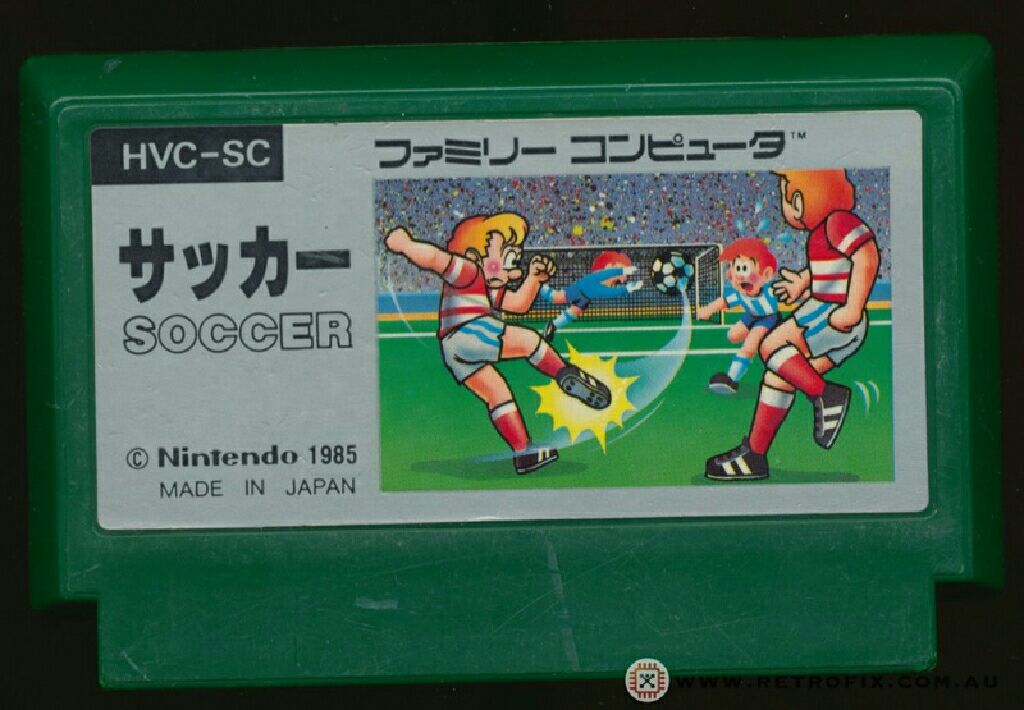 HVC-SC
ファミリー コンピュータ™
サッカー
SOCCER
© Nintendo 1985
MADE IN JAPAN
WWW.RETROFIX.COM.AU